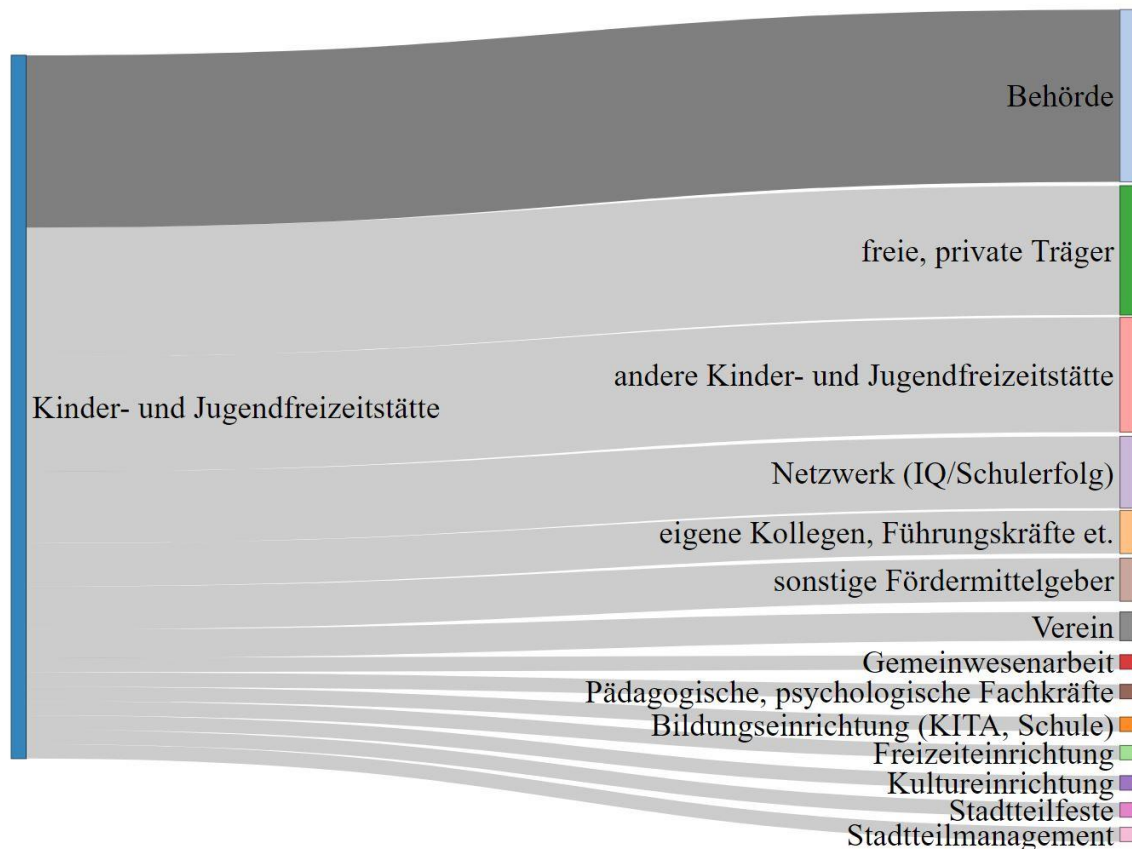 Behörde
freie, private Träger
andere Kinder- und Jugendfreizeitstätte
Kinder- und Jugendfreizeitstätte
Netzwerk (IQ/Schulerfolg)
eigene Kollegen, Führungskräfte et.
sonstige Fördermittelgeber
Verein
Gemeinwesenarbeit
Pädagogische, psychologische Fachkräfte
Bildungseinrichtung (KITA, Schule)
Freizeiteinrichtung
Kultureinrichtung
Stadtteilfeste
Stadtteilmanagement